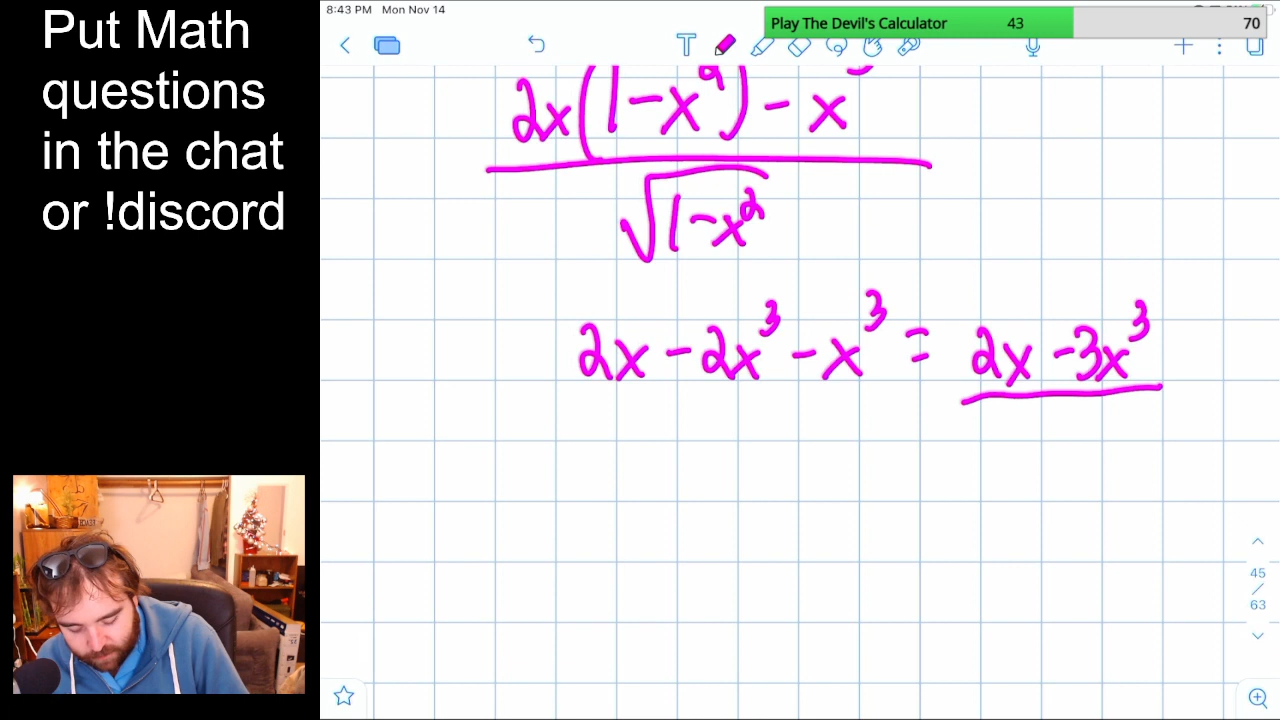 Put Math
questions
in the chat
or !discord
8:43 PM Mon Nov 14
Play The Devil's Calculator 43 70
2x(1-x²)-x³
√1-x²
2x-2x³-x³=2x-3x³
45
/
63